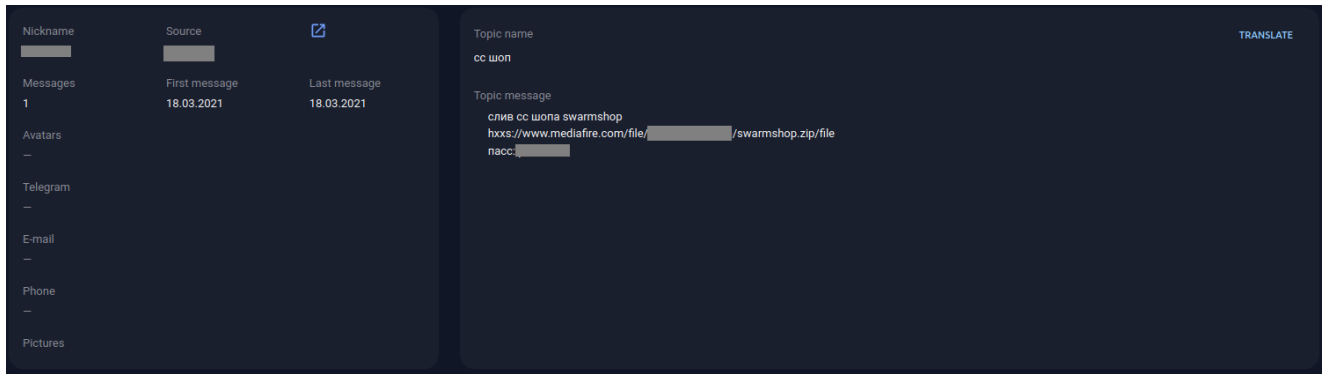 Nickname
Source
Messages
First message
Last message
1
18.03.2021
18.03.2021
Avatars
—
Telegram
—
E-mail
—
Phone
—
Pictures
Topic name
TRANSLATE
сс шоп
Topic message
слив сс шопа swarmshop
hxxs://www.mediafire.com/file/ /swarmshop.zip/file
пасс: